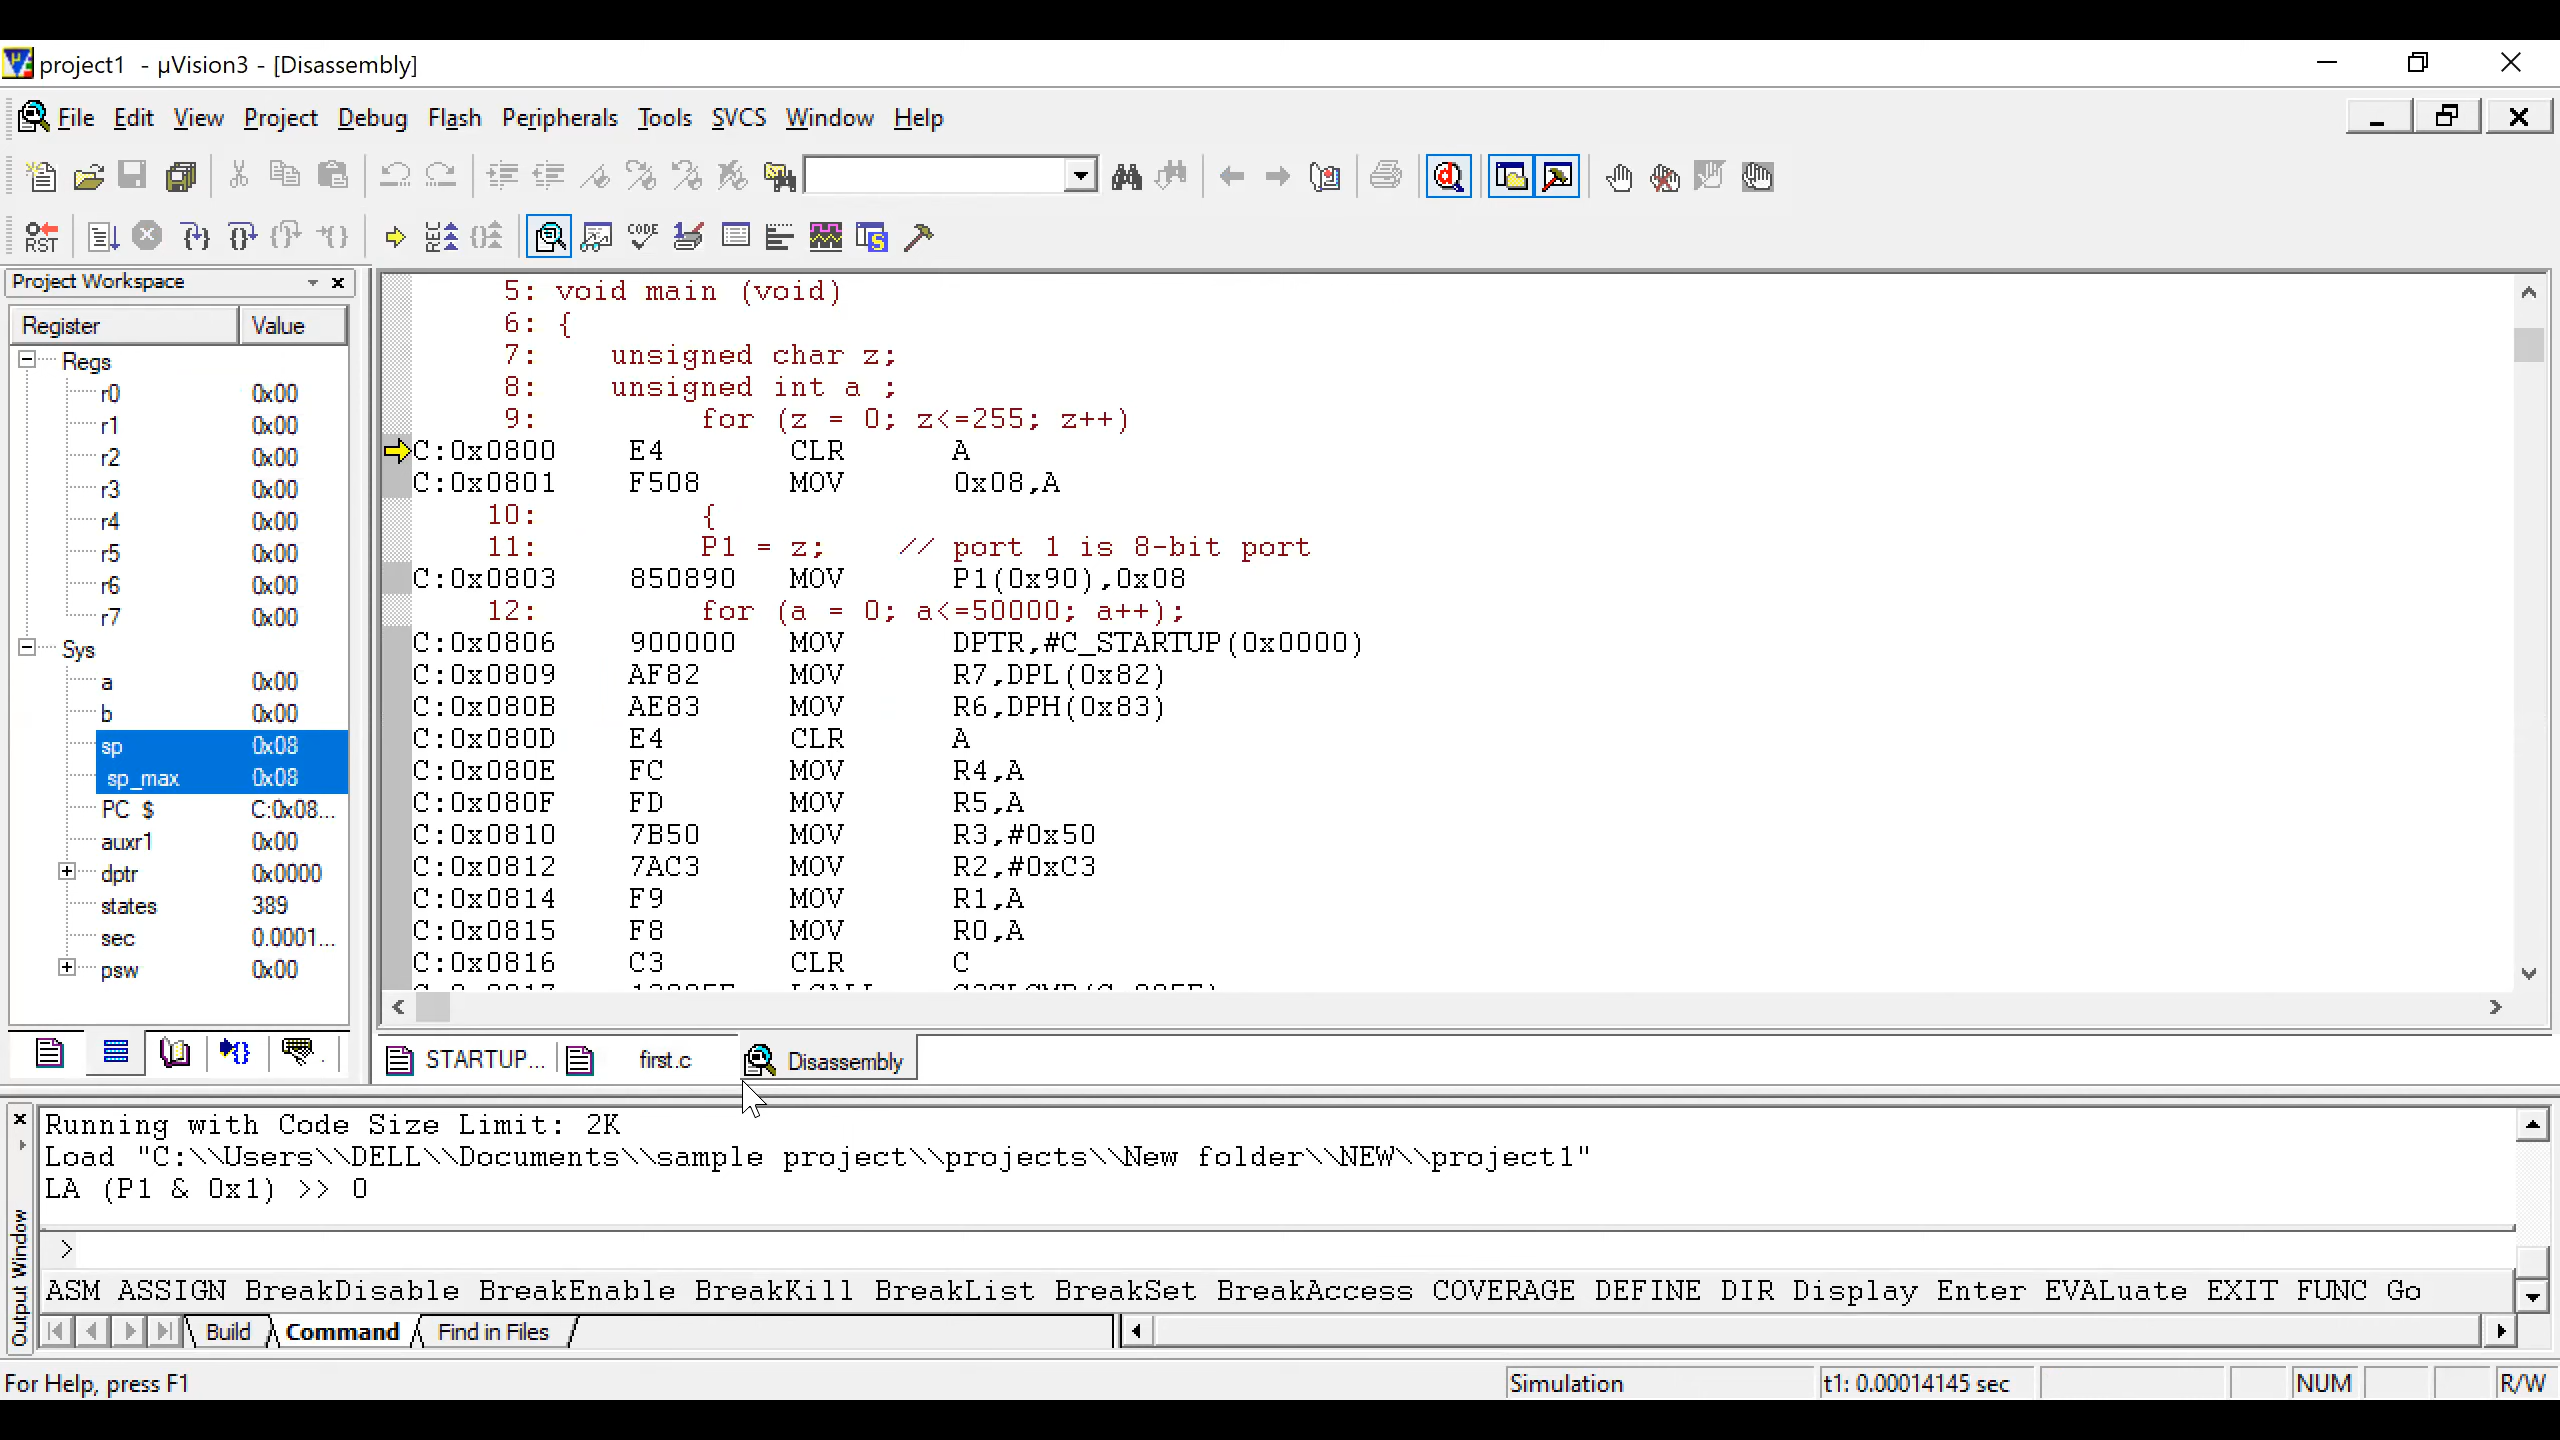 project1 - µVision3 - [Disassembly]
File Edit View Project Debug Flash Peripherals Tools SVCS Window Help
RST
CODE
Project Workspace
Register Value
Regs
r0 0x00
r1 0x00
r2 0x00
r3 0x00
r4 0x00
r5 0x00
r6 0x00
r7 0x00
Sys
a 0x00
b 0x00
sp 0x08
sp_max 0x08
PC $ C:0x08...
auxr1 0x00
dptr 0x0000
states 389
sec 0.0001...
psw 0x00
5: void main (void)
6: {
7: unsigned char z;
8: unsigned int a ;
9: for (z = 0; z<=255; z++)
C:0x0800 E4 CLR A
C:0x0801 F508 MOV 0x08,A
10: {
11: P1 = z; // port 1 is 8-bit port
C:0x0803 850890 MOV P1(0x90),0x08
12: for (a = 0; a<=50000; a++);
C:0x0806 900000 MOV DPTR,#C_STARTUP(0x0000)
C:0x0809 AF82 MOV R7,DPL(0x82)
C:0x080B AE83 MOV R6,DPH(0x83)
C:0x080D E4 CLR A
C:0x080E FC MOV R4,A
C:0x080F FD MOV R5,A
C:0x0810 7B50 MOV R3,#0x50
C:0x0812 7AC3 MOV R2,#0xC3
C:0x0814 F9 MOV R1,A
C:0x0815 F8 MOV R0,A
C:0x0816 C3 CLR C
STARTUP... first.c Disassembly
Running with Code Size Limit: 2K
Load "C:\\Users\\DELL\\Documents\\sample project\\projects\\New folder\\NEW\\project1"
LA (P1 & 0x1) >> 0
>
ASM ASSIGN BreakDisable BreakEnable BreakKill BreakList BreakSet BreakAccess COVERAGE DEFINE DIR Display Enter EVALuate EXIT FUNC Go
Output Window
Build Command Find in Files
For Help, press F1 Simulation t1: 0.00014145 sec NUM R/W